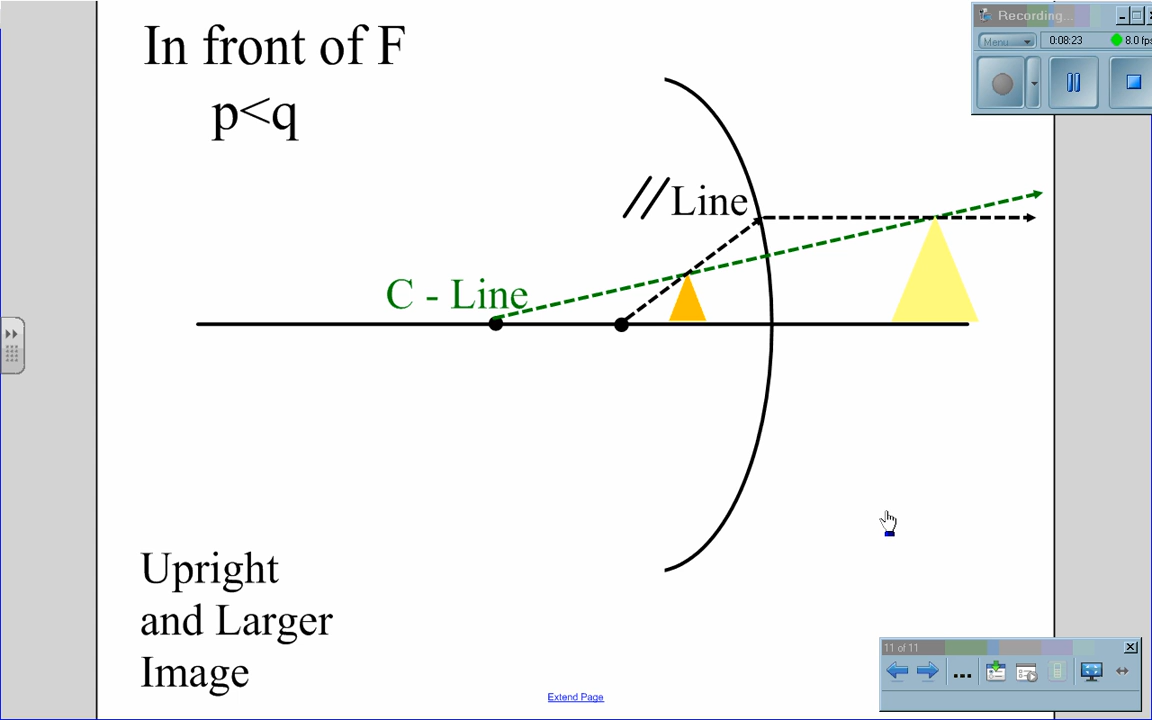 In front of F
p<q
Recording...
Menu
0:08:23
8.0 fps
//Line
C - Line
Upright
and Larger
Image
Extend Page
11 of 11
...